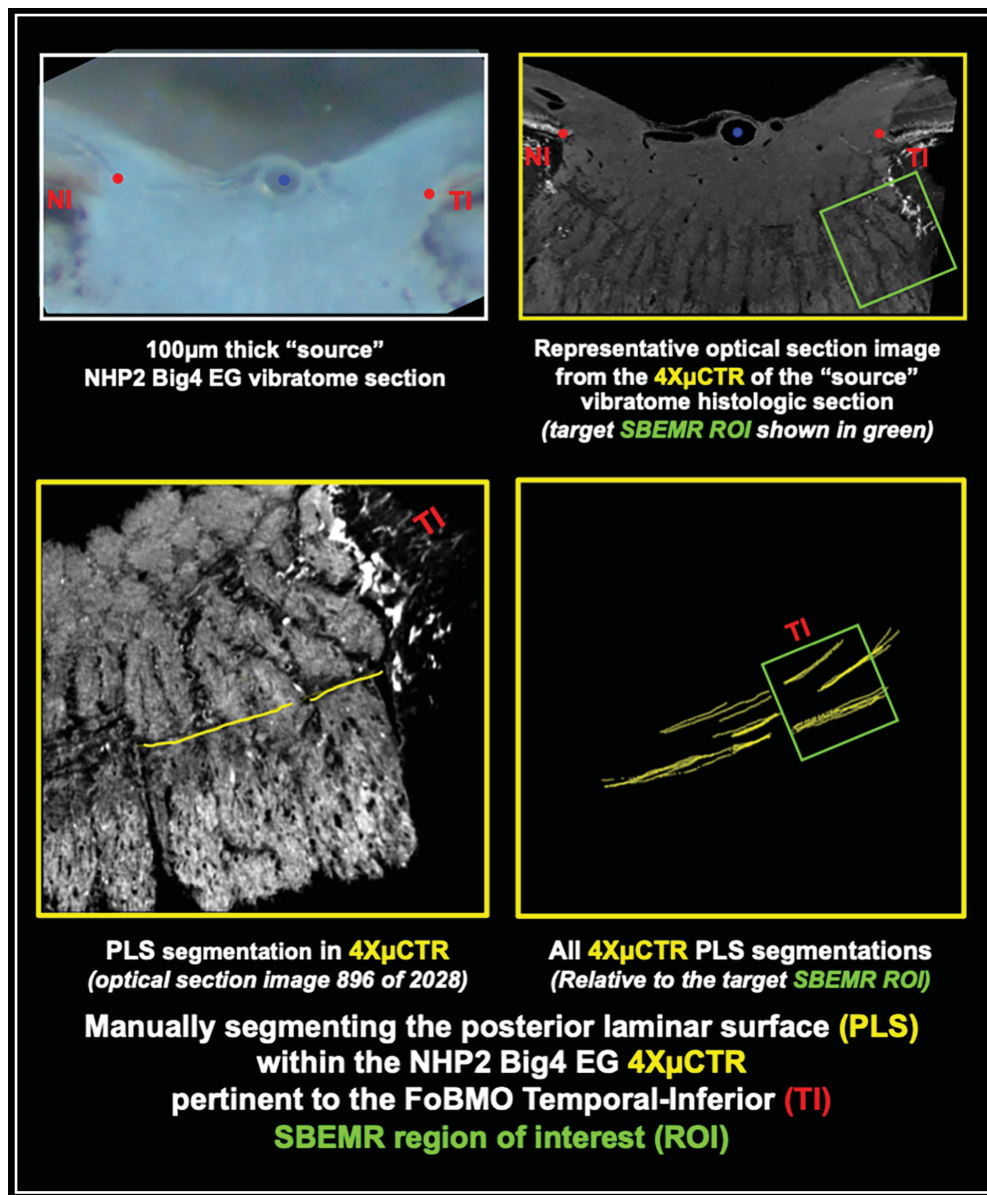 NI
TI
NI
TI
100µm thick “source”
NHP2 Big4 EG vibratome section
Representative optical section image
from the 4XµCTR of the “source”
vibratome histologic section
(target SBEMR ROI shown in green)
TI
TI
PLS segmentation in 4XµCTR
(optical section image 896 of 2028)
All 4XµCTR PLS segmentations
(Relative to the target SBEMR ROI)
Manually segmenting the posterior laminar surface (PLS)
within the NHP2 Big4 EG 4XµCTR
pertinent to the FoBMO Temporal-Inferior (TI)
SBEMR region of interest (ROI)